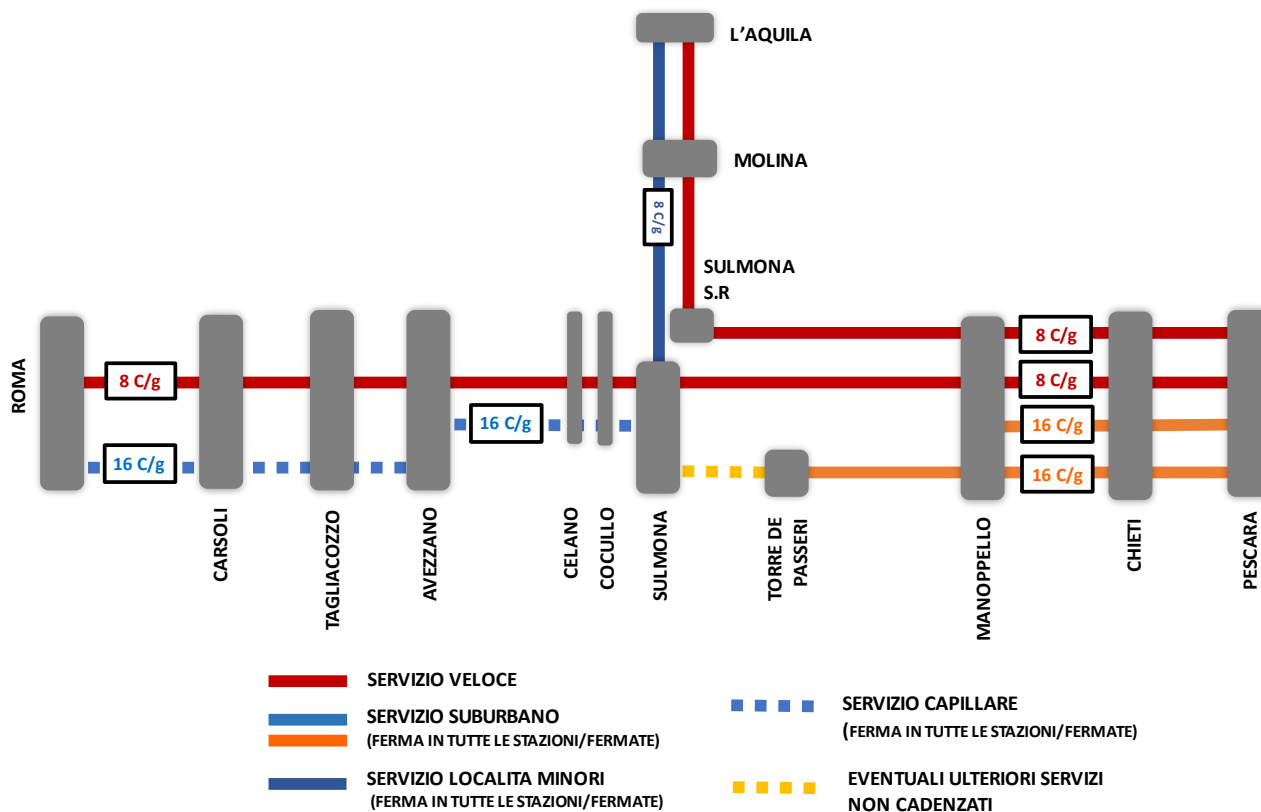 L'AQUILA
MOLINA
8 C/g
SULMONA
S.R
ROMA
8 C/g
8 C/g
8 C/g
16 C/g
16 C/g
16 C/g
16 C/g
CARSOLI
TAGLIACOZZO
AVEZZANO
CELANO
COCULLO
SULMONA
TORRE DE
PASSERI
MANOPPELLO
CHIETI
PESCARA
SERVIZIO VELOCE
SERVIZIO SUBURBANO
(FERMA IN TUTTE LE STAZIONI/FERMATE)
SERVIZIO LOCALITA MINORI
(FERMA IN TUTTE LE STAZIONI/FERMATE)
SERVIZIO CAPILLARE
(FERMA IN TUTTE LE STAZIONI/FERMATE)
EVENTUALI ULTERIORI SERVIZI
NON CADENZATI